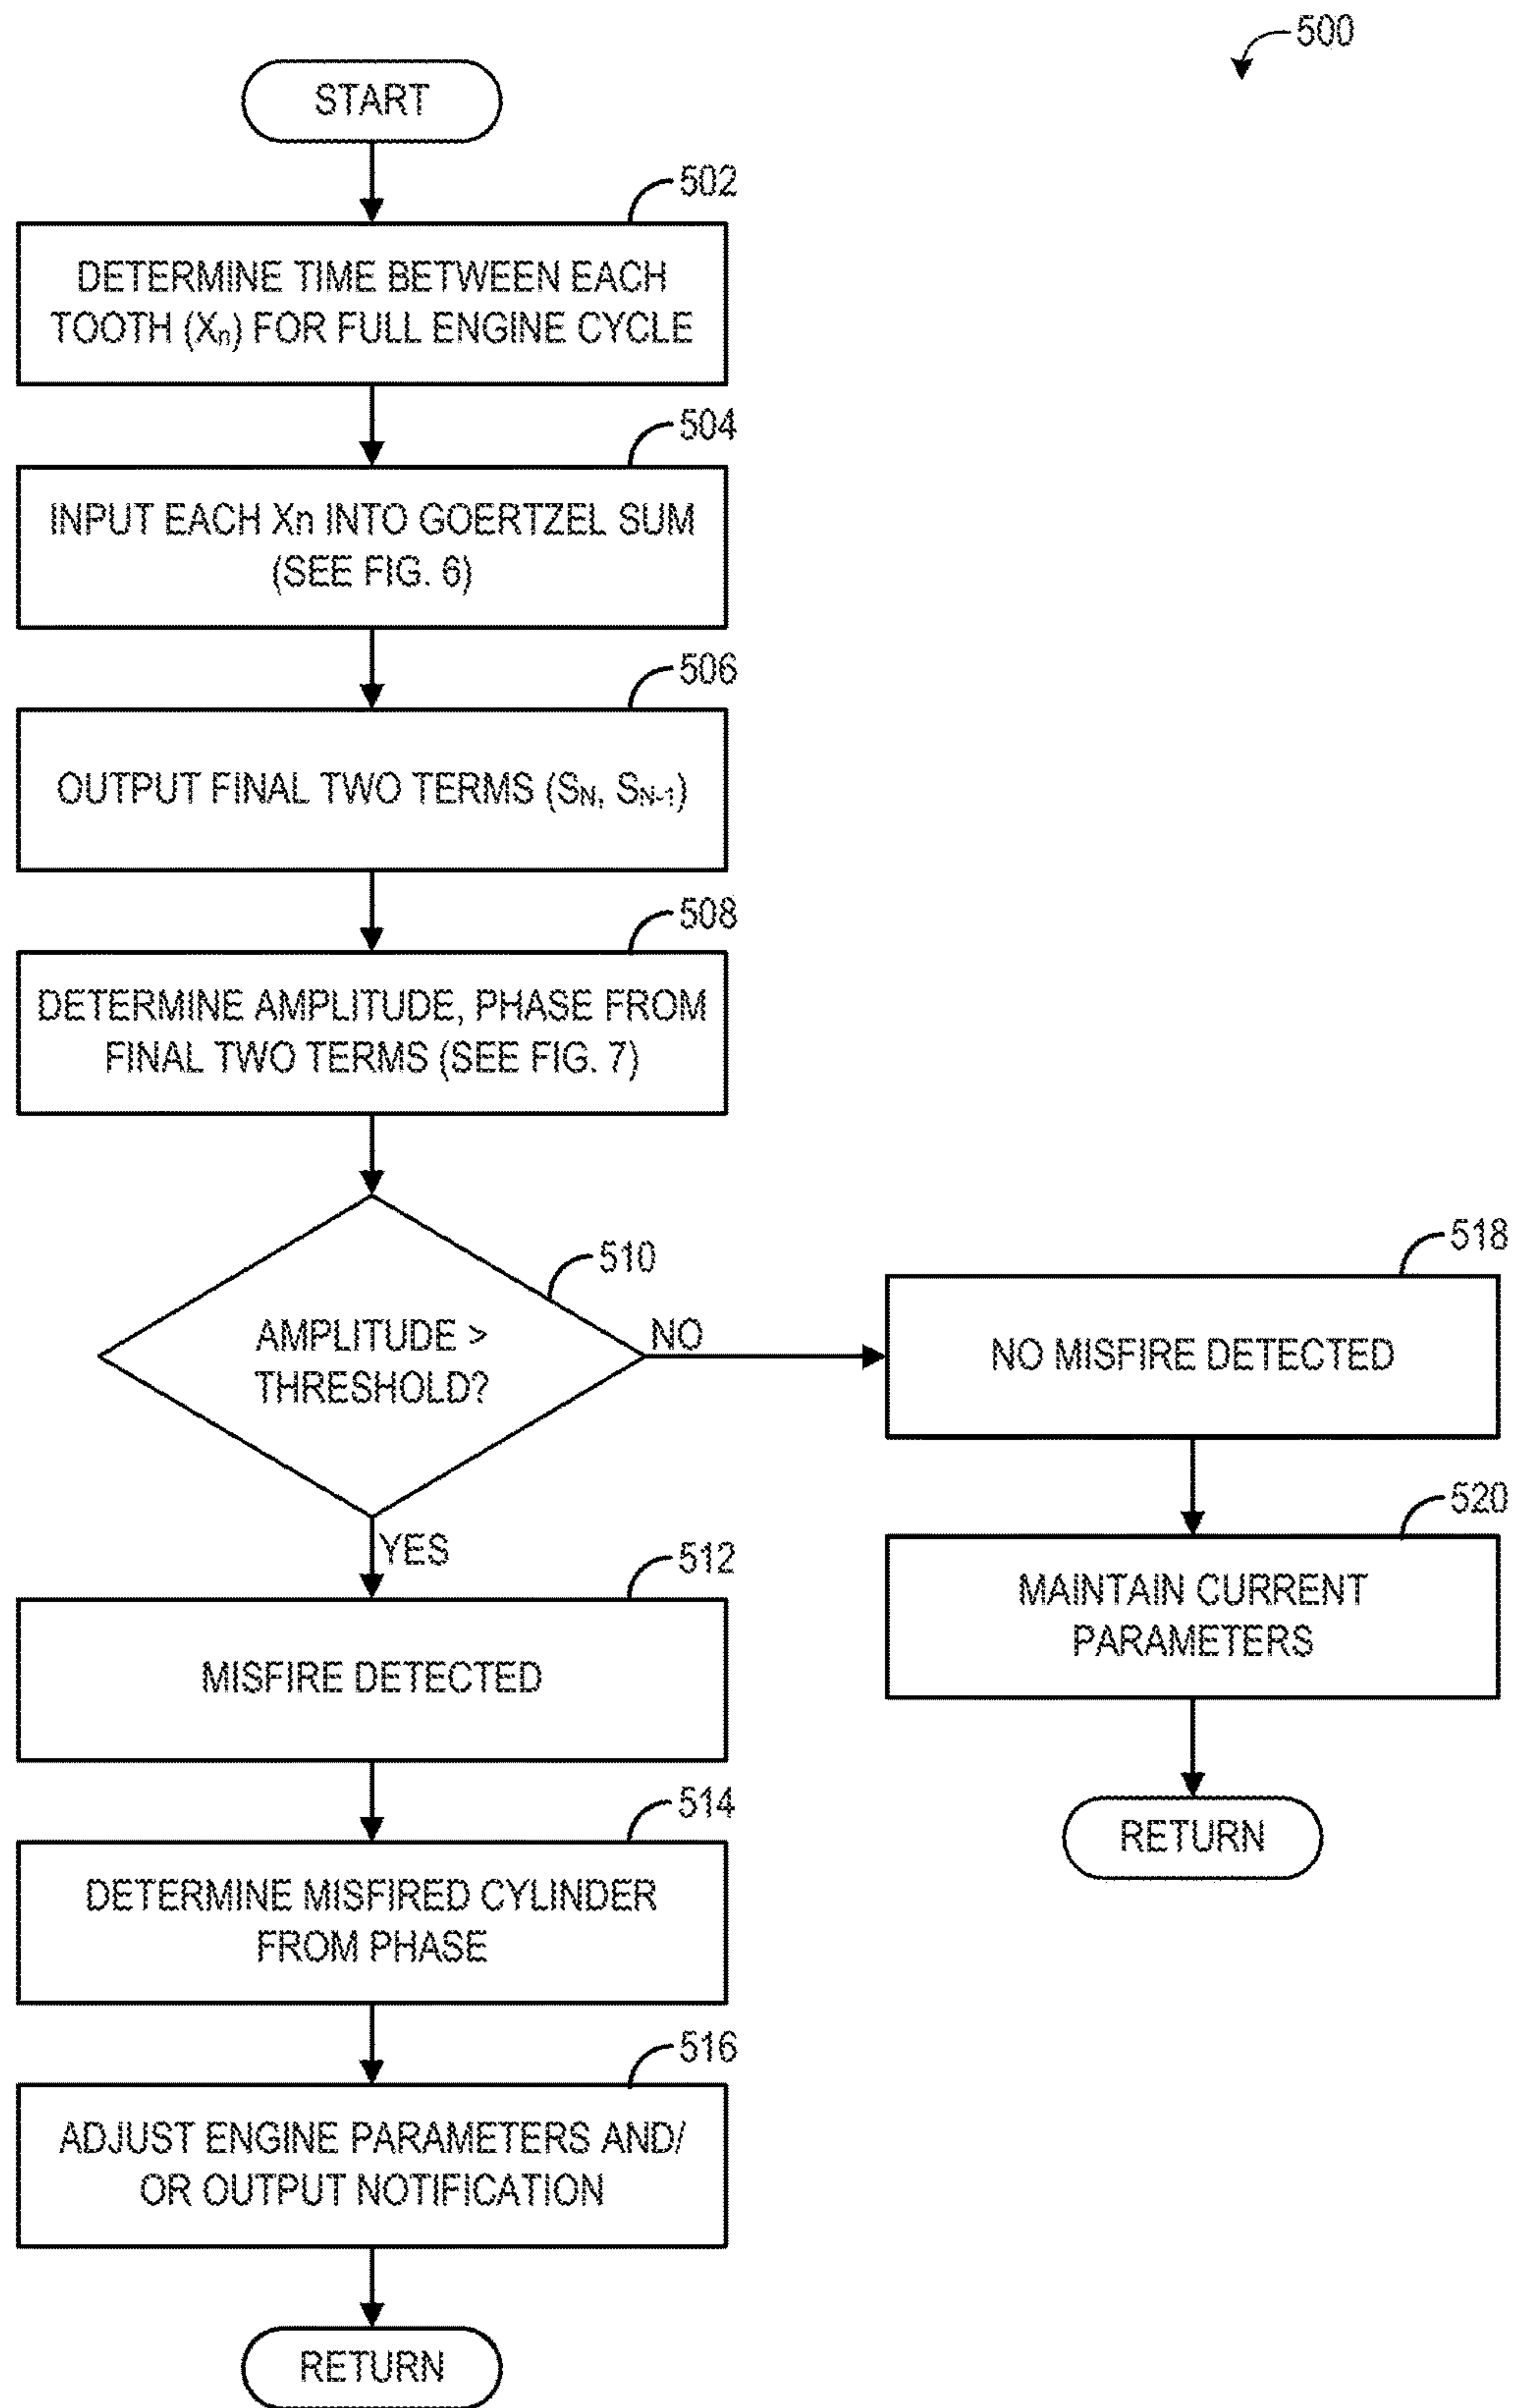 500
START
502
DETERMINE TIME BETWEEN EACH
TOOTH (Xn) FOR FULL ENGINE CYCLE
504
INPUT EACH Xn INTO GOERTZEL SUM
(SEE FIG. 6)
506
OUTPUT FINAL TWO TERMS (SN, SN-1)
508
DETERMINE AMPLITUDE, PHASE FROM
FINAL TWO TERMS (SEE FIG. 7)
510
AMPLITUDE >
THRESHOLD?
NO
518
NO MISFIRE DETECTED
520
MAINTAIN CURRENT
PARAMETERS
RETURN
YES
512
MISFIRE DETECTED
514
DETERMINE MISFIRED CYLINDER
FROM PHASE
516
ADJUST ENGINE PARAMETERS AND/
OR OUTPUT NOTIFICATION
RETURN